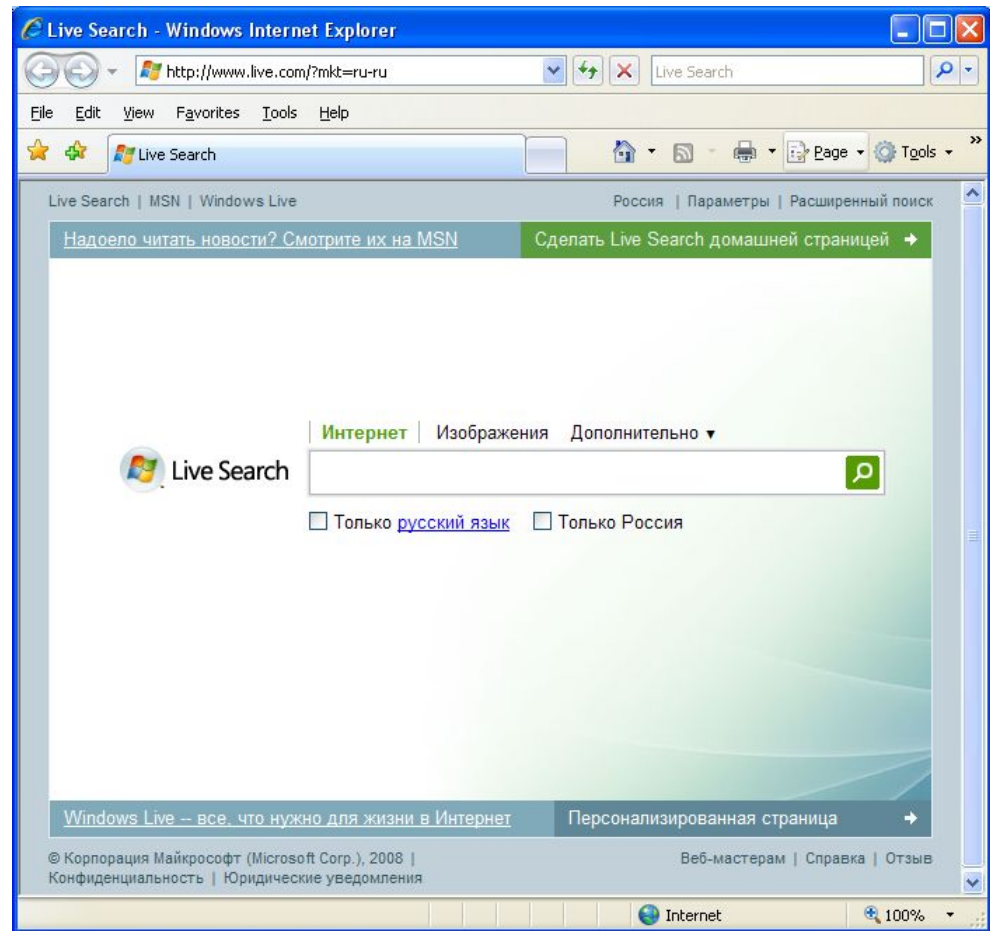 Live Search - Windows Internet Explorer
http://www.live.com/?mkt=ru-ru Live Search
File Edit View Favorites Tools Help
Live Search Page Tools »
Live Search | MSN | Windows Live Россия | Параметры | Расширенный поиск
Надоело читать новости? Смотрите их на MSN Сделать Live Search домашней страницей
Интернет Изображения Дополнительно
Live Search
Только русский язык Только Россия
Windows Live -- все, что нужно для жизни в Интернет Персонализированная страница
© Корпорация Майкрософт (Microsoft Corp.), 2008 | Веб-мастерам | Справка | Отзыв
Конфиденциальность | Юридические уведомления
Internet 100%